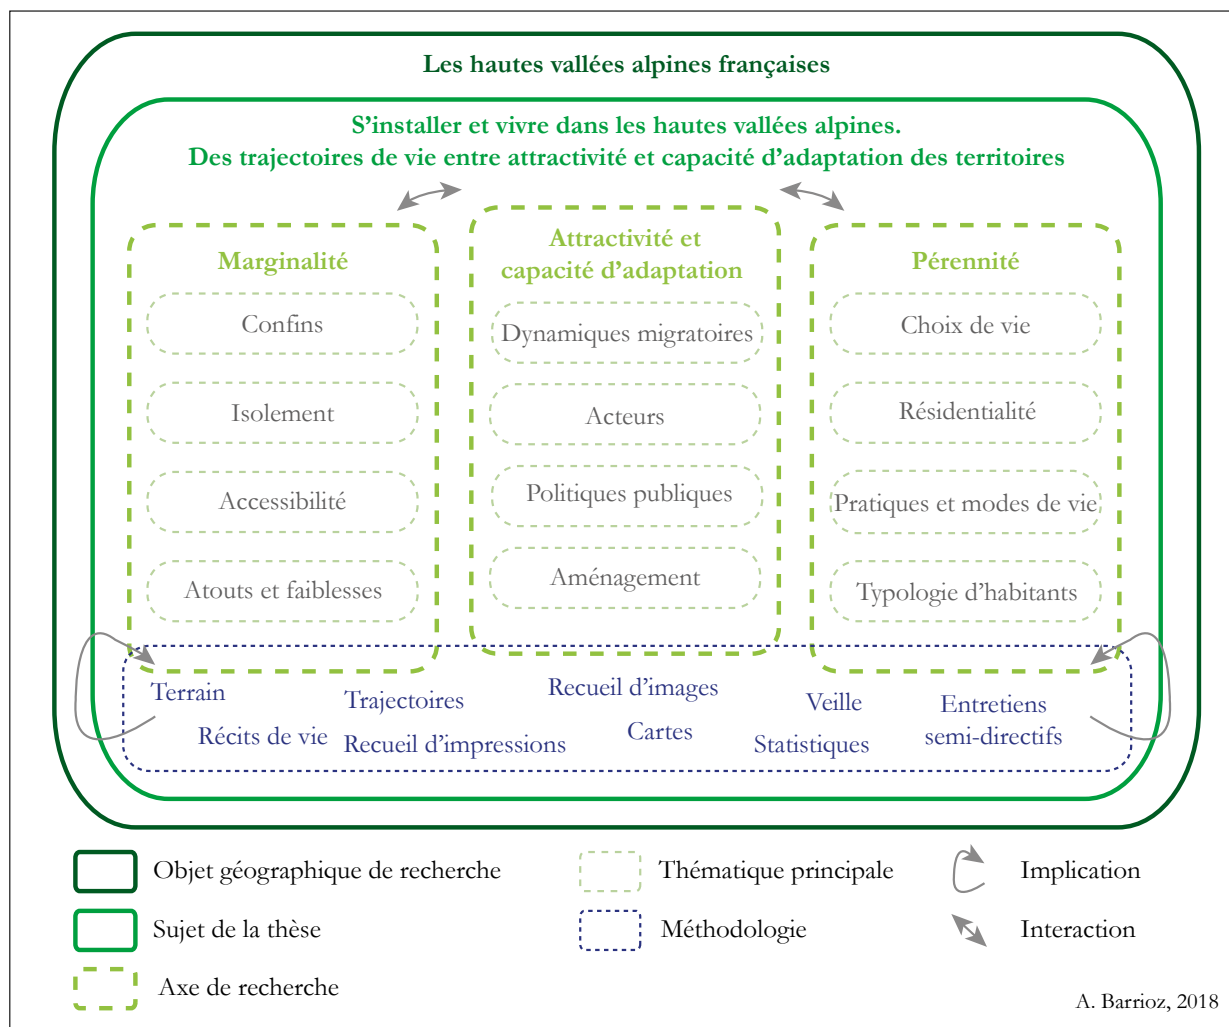 Les hautes vallées alpines françaises
S'installer et vivre dans les hautes vallées alpines.
Des trajectoires de vie entre attractivité et capacité d'adaptation des territoires
Marginalité
Confins
Isolement
Accessibilité
Atouts et faiblesses
Attractivité et
capacité d'adaptation
Dynamiques migratoires
Acteurs
Politiques publiques
Aménagement
Pérennité
Choix de vie
Résidentialité
Pratiques et modes de vie
Typologie d'habitants
Terrain
Récits de vie
Trajectoires
Recueil d'impressions
Recueil d'images
Cartes
Veille
Statistiques
Entretiens
semi-directifs
Objet géographique de recherche
Sujet de la thèse
Axe de recherche
Thématique principale
Méthodologie
Implication
Interaction
A. Barrioz, 2018